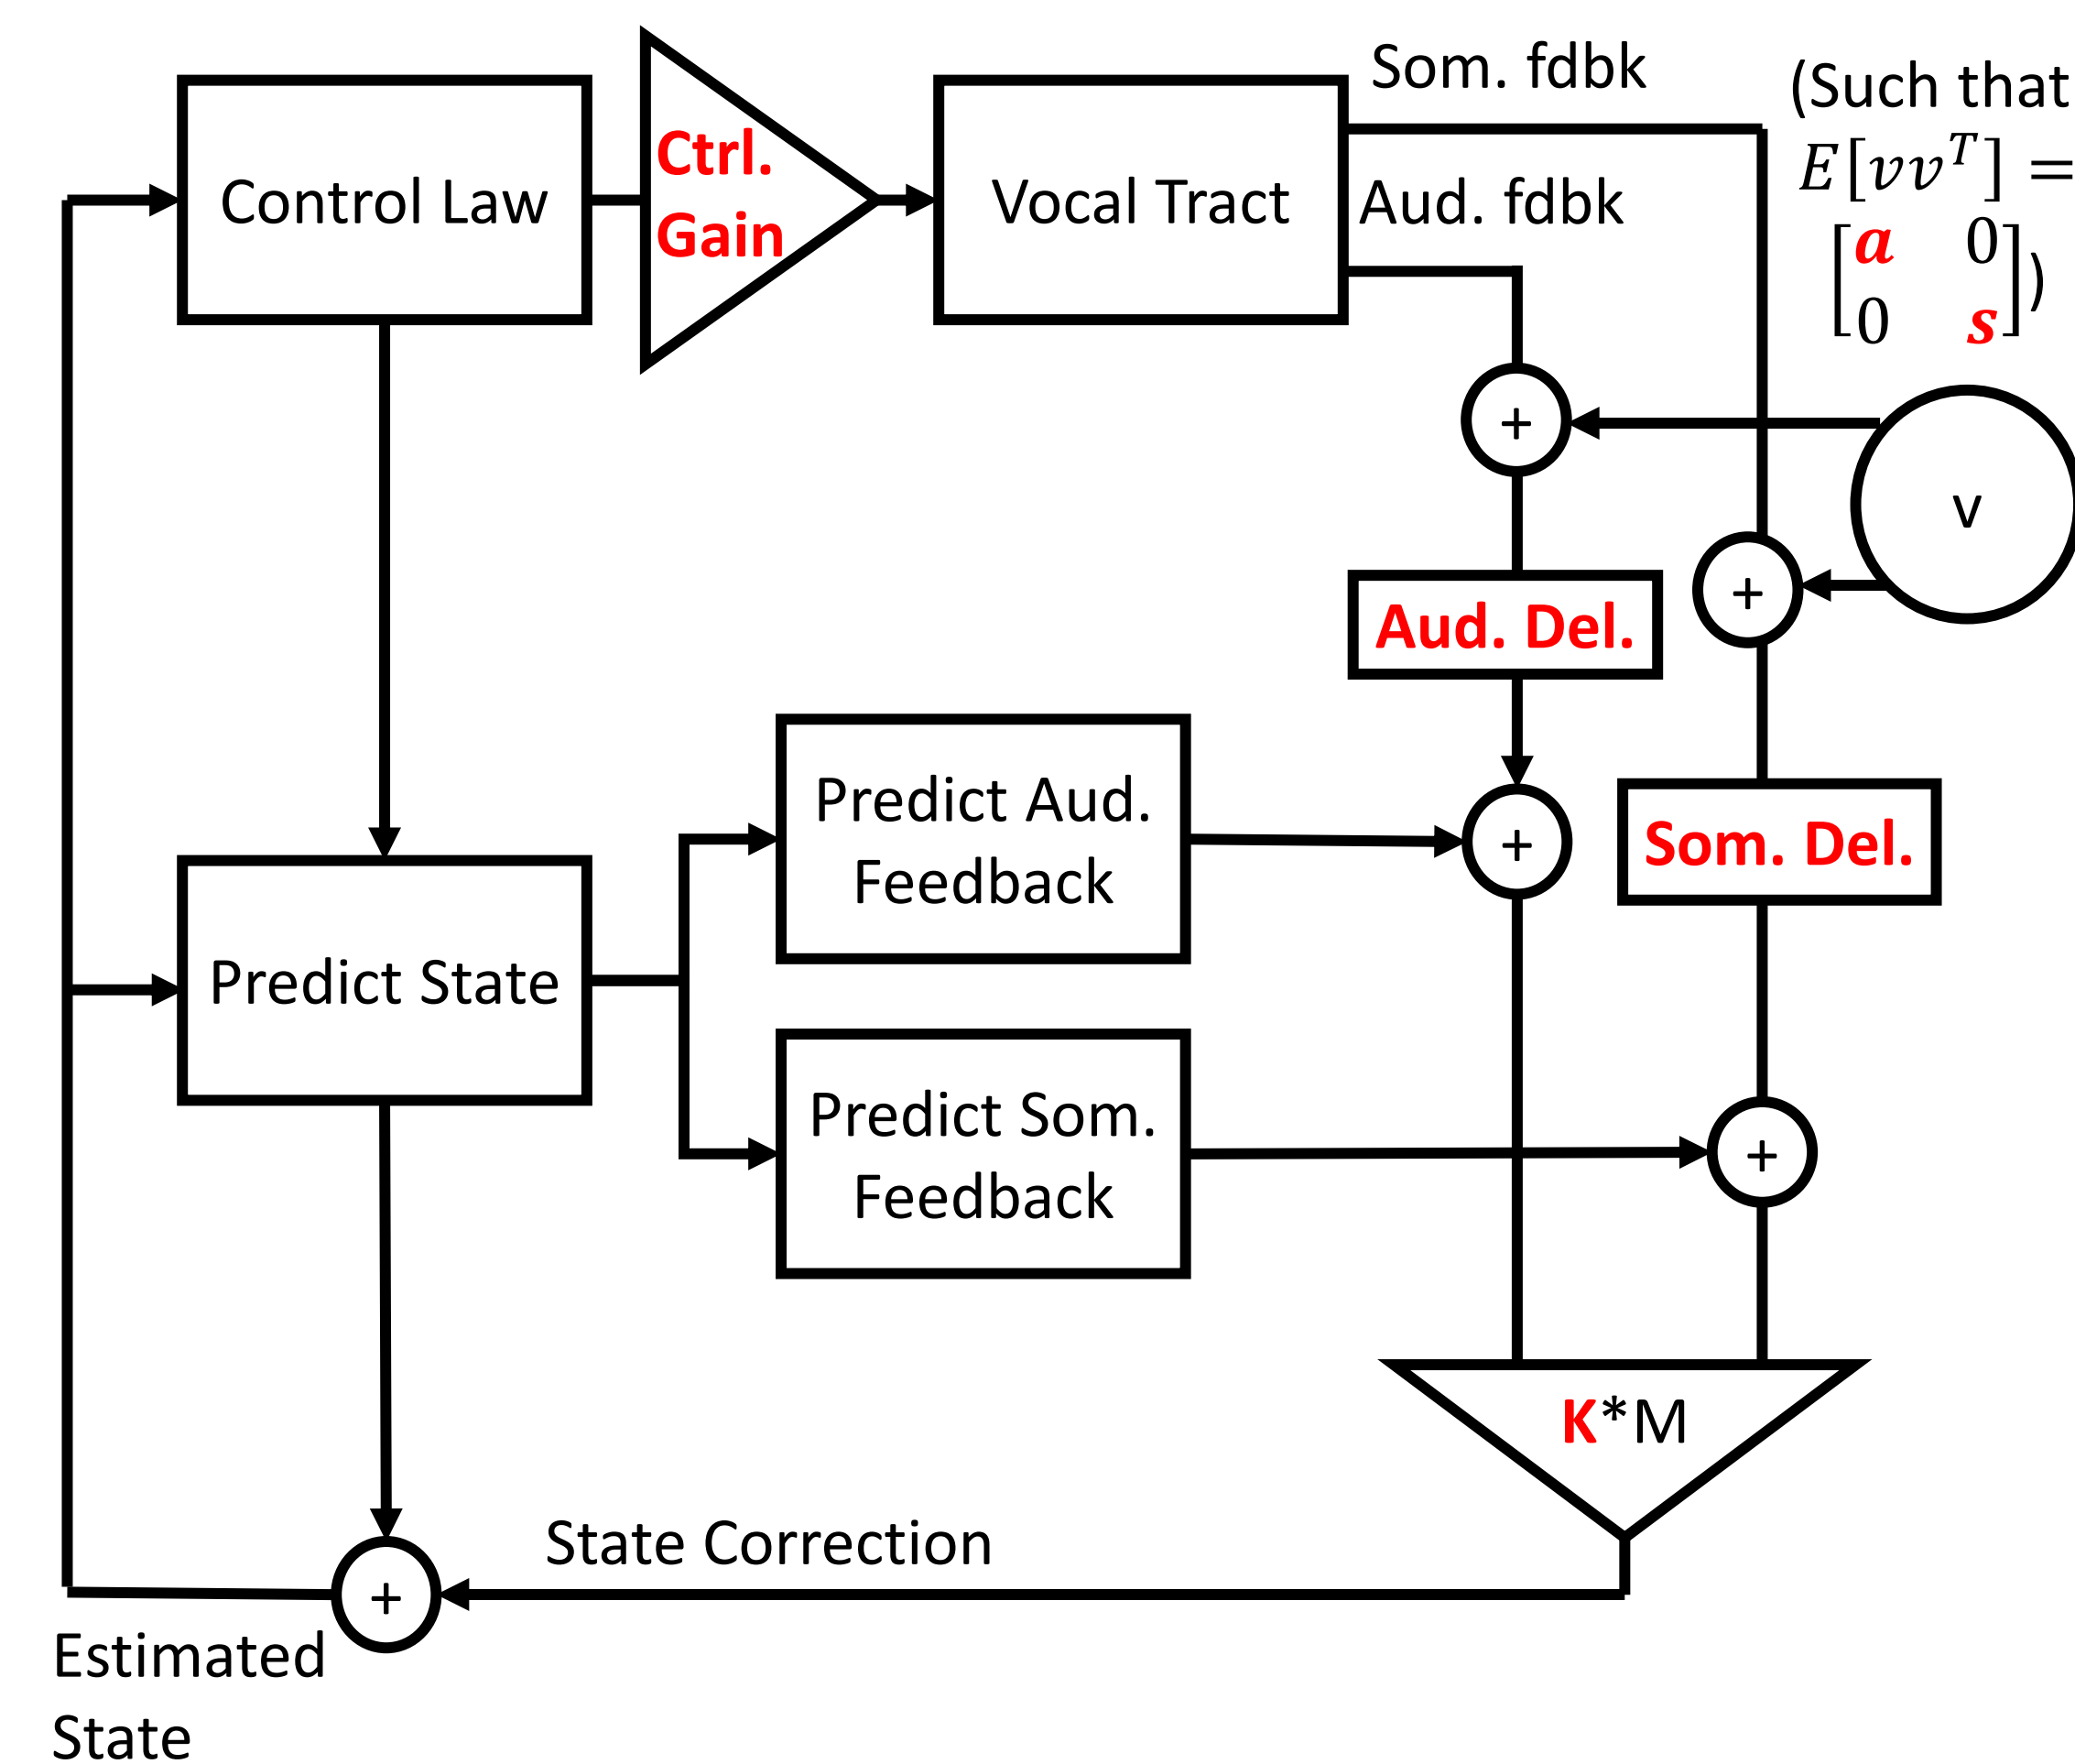 Som. fdbk
(Such that
E[vvᵀ] =
[a 0
0 s])
Ctrl.
Gain
Control Law
Vocal Tract
Aud. fdbk
+
v
+
Aud. Del.
Predict Aud.
Feedback
+
Som. Del.
Predict State
Predict Som.
Feedback
+
K*M
State Correction
+
Estimated
State